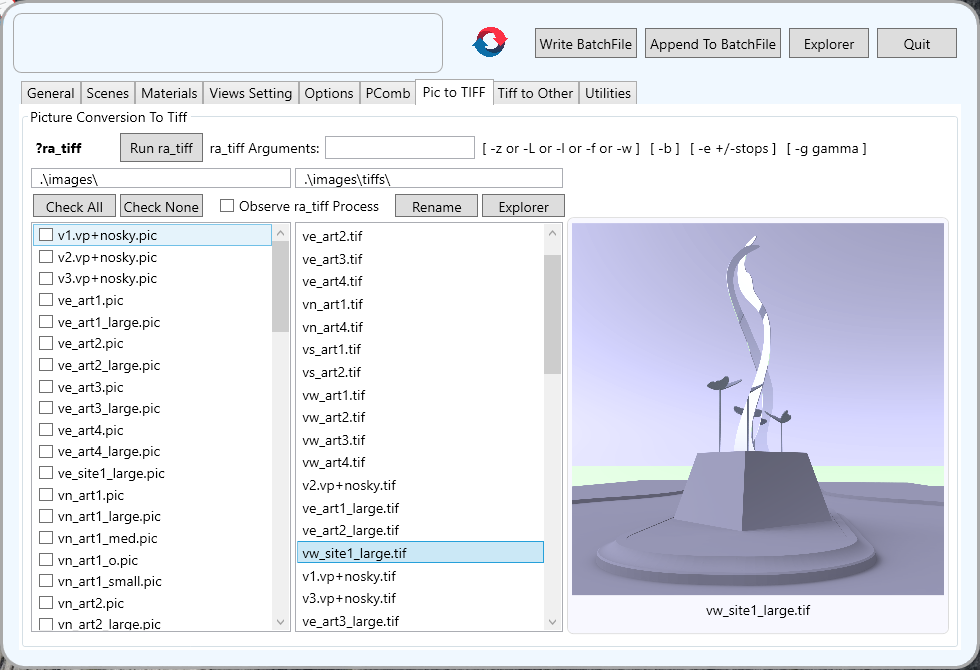 Write BatchFile Append To BatchFile Explorer Quit
General Scenes Materials Views Setting Options PComb Pic to TIFF Tiff to Other Utilities
Picture Conversion To Tiff
?ra_tiff Run ra_tiff ra_tiff Arguments: [ -z or -L or -l or -f or -w ] [ -b ] [ -e +/-stops ] [ -g gamma ]
.\images\ .\images\tiffs\
Check All Check None Observe ra_tiff Process Rename Explorer
v1.vp+nosky.pic
v2.vp+nosky.pic
v3.vp+nosky.pic
ve_art1.pic
ve_art1_large.pic
ve_art2.pic
ve_art2_large.pic
ve_art3.pic
ve_art3_large.pic
ve_art4.pic
ve_art4_large.pic
ve_site1_large.pic
vn_art1.pic
vn_art1_large.pic
vn_art1_med.pic
vn_art1_o.pic
vn_art1_small.pic
vn_art2.pic
vn_art2_large.pic
ve_art2.tif
ve_art3.tif
ve_art4.tif
vn_art1.tif
vn_art4.tif
vs_art1.tif
vs_art2.tif
vw_art1.tif
vw_art2.tif
vw_art3.tif
vw_art4.tif
v2.vp+nosky.tif
ve_art1_large.tif
ve_art2_large.tif
vw_site1_large.tif
v1.vp+nosky.tif
v3.vp+nosky.tif
ve_art3_large.tif
vw_site1_large.tif